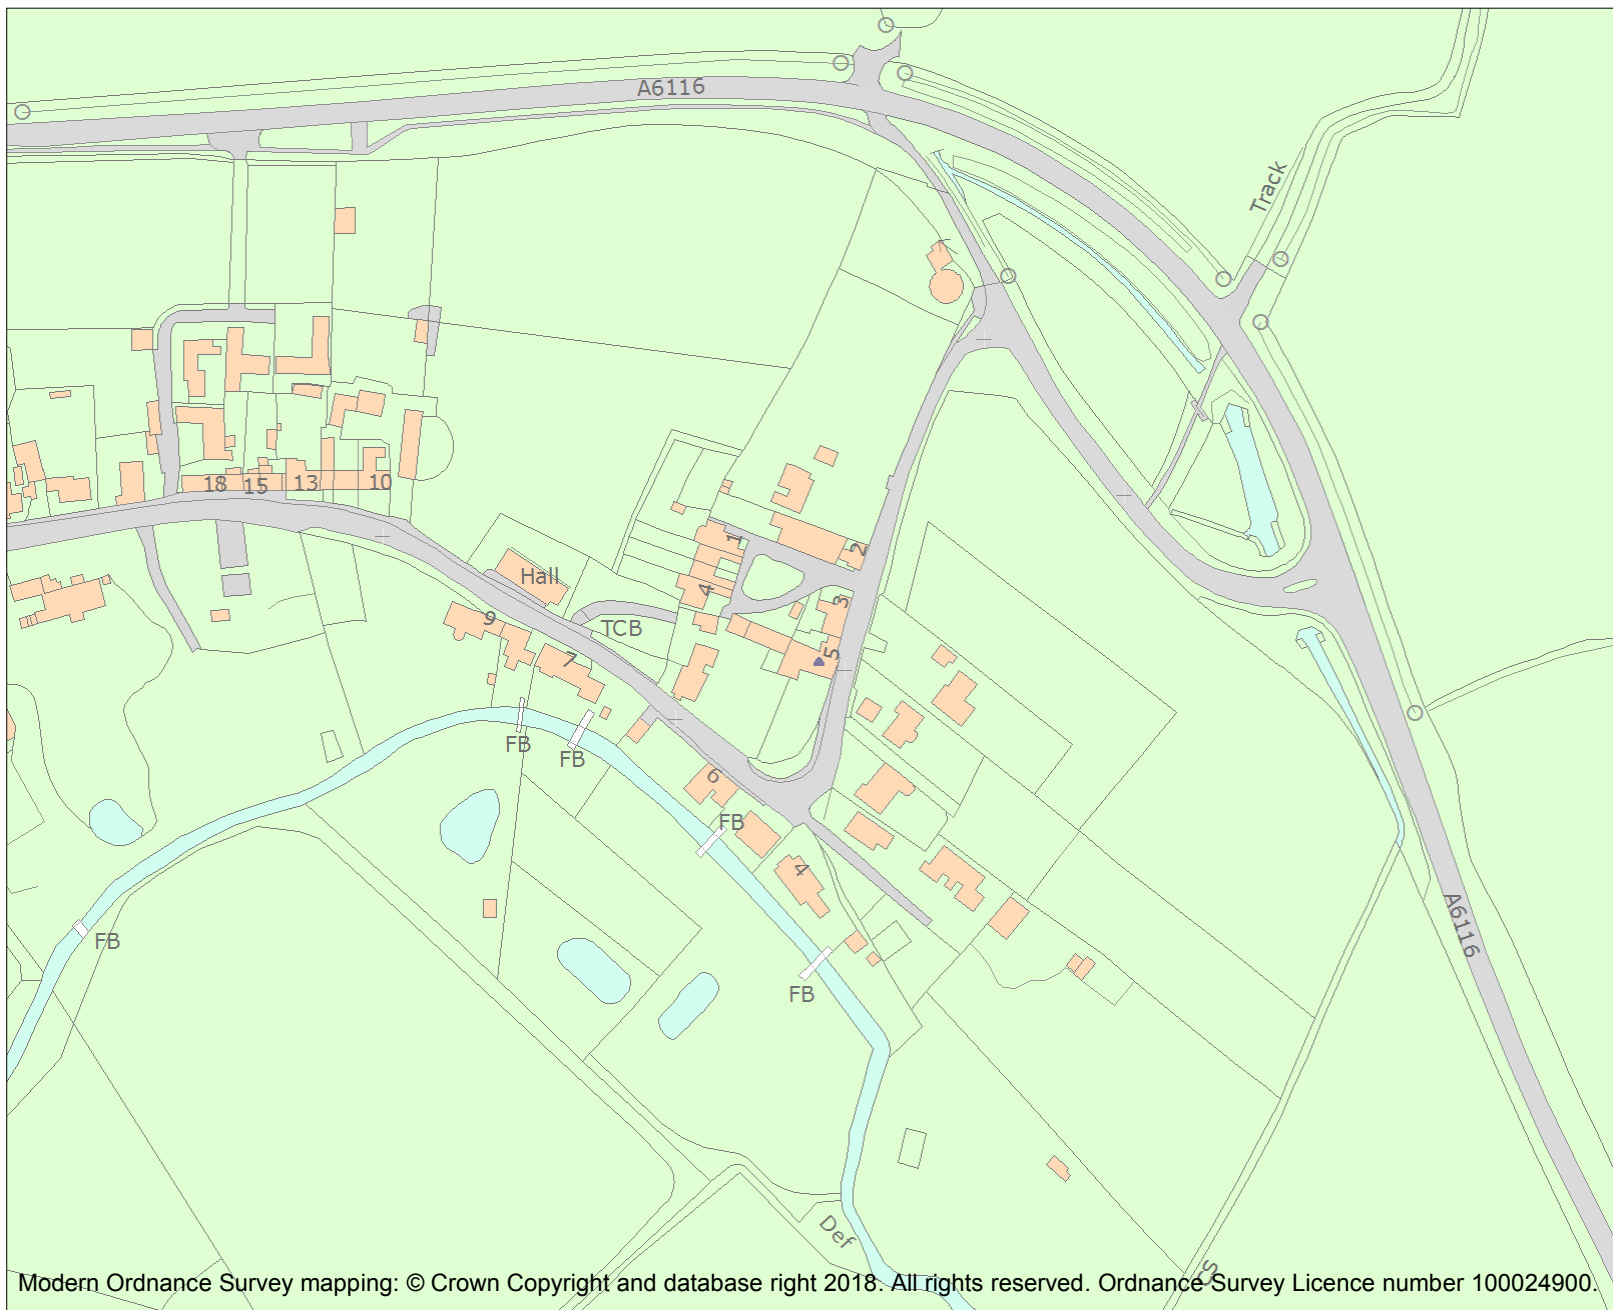 A6116
Track
18
15
13
10
1
2
Hall
4
3
9
TCB
7
5
FB
FB
6
FB
4
A6116
FB
FB
Def
CS
Modern Ordnance Survey mapping: © Crown Copyright and database right 2018. All rights reserved. Ordnance Survey Licence number 100024900.